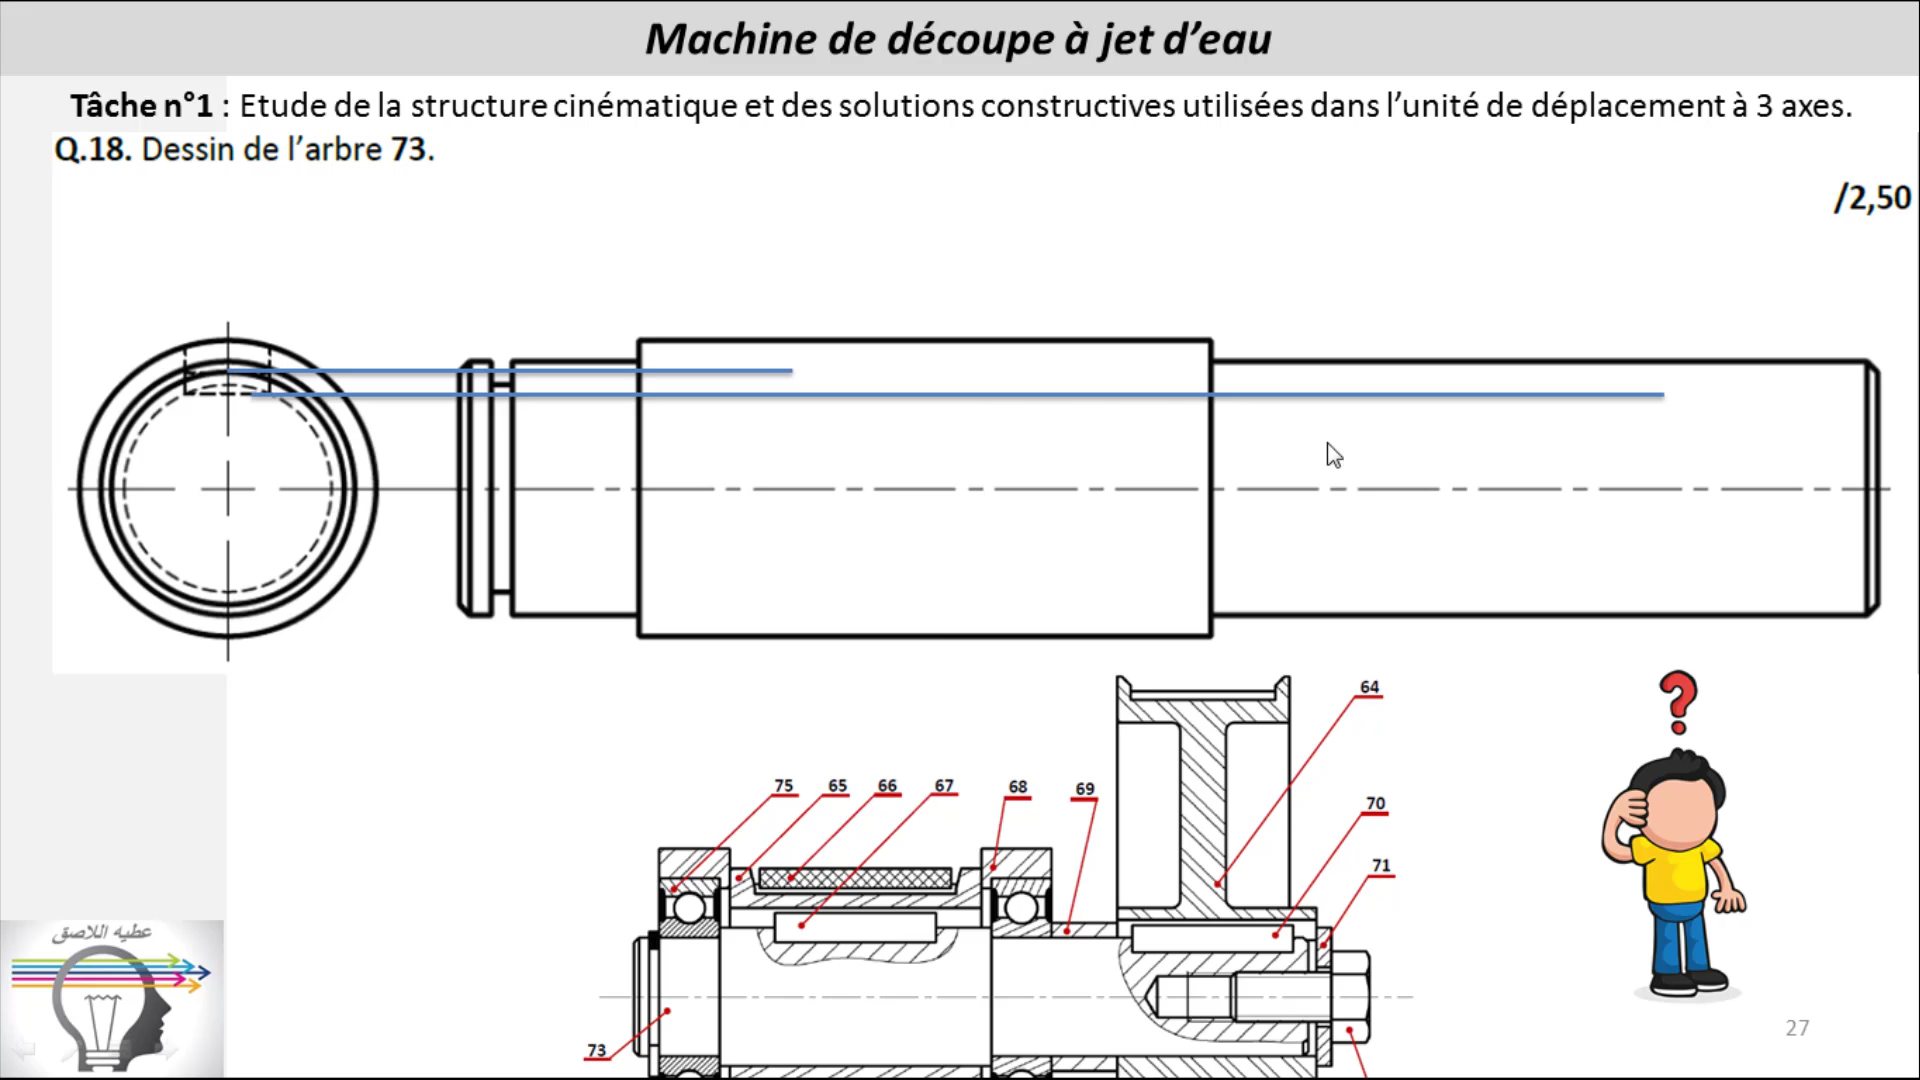 Machine de découpe à jet d’eau
Tâche n°1 : Etude de la structure cinématique et des solutions constructives utilisées dans l’unité de déplacement à 3 axes.
Q.18. Dessin de l’arbre 73.
/2,50
64
75 65 66 67 68 69
70
71
73
عطيه اللاصق
27